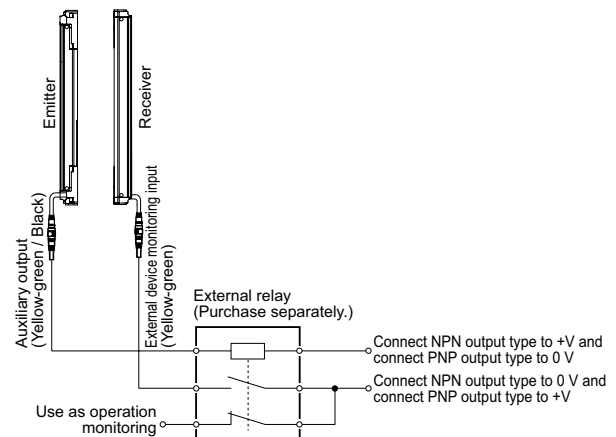 Emitter
Receiver
Auxiliary output
(Yellow-green / Black)
External device monitoring input
(Yellow-green)
External relay
(Purchase separately.)
Connect NPN output type to +V and
connect PNP output type to 0 V
Connect NPN output type to 0 V and
connect PNP output type to +V
Use as operation
monitoring